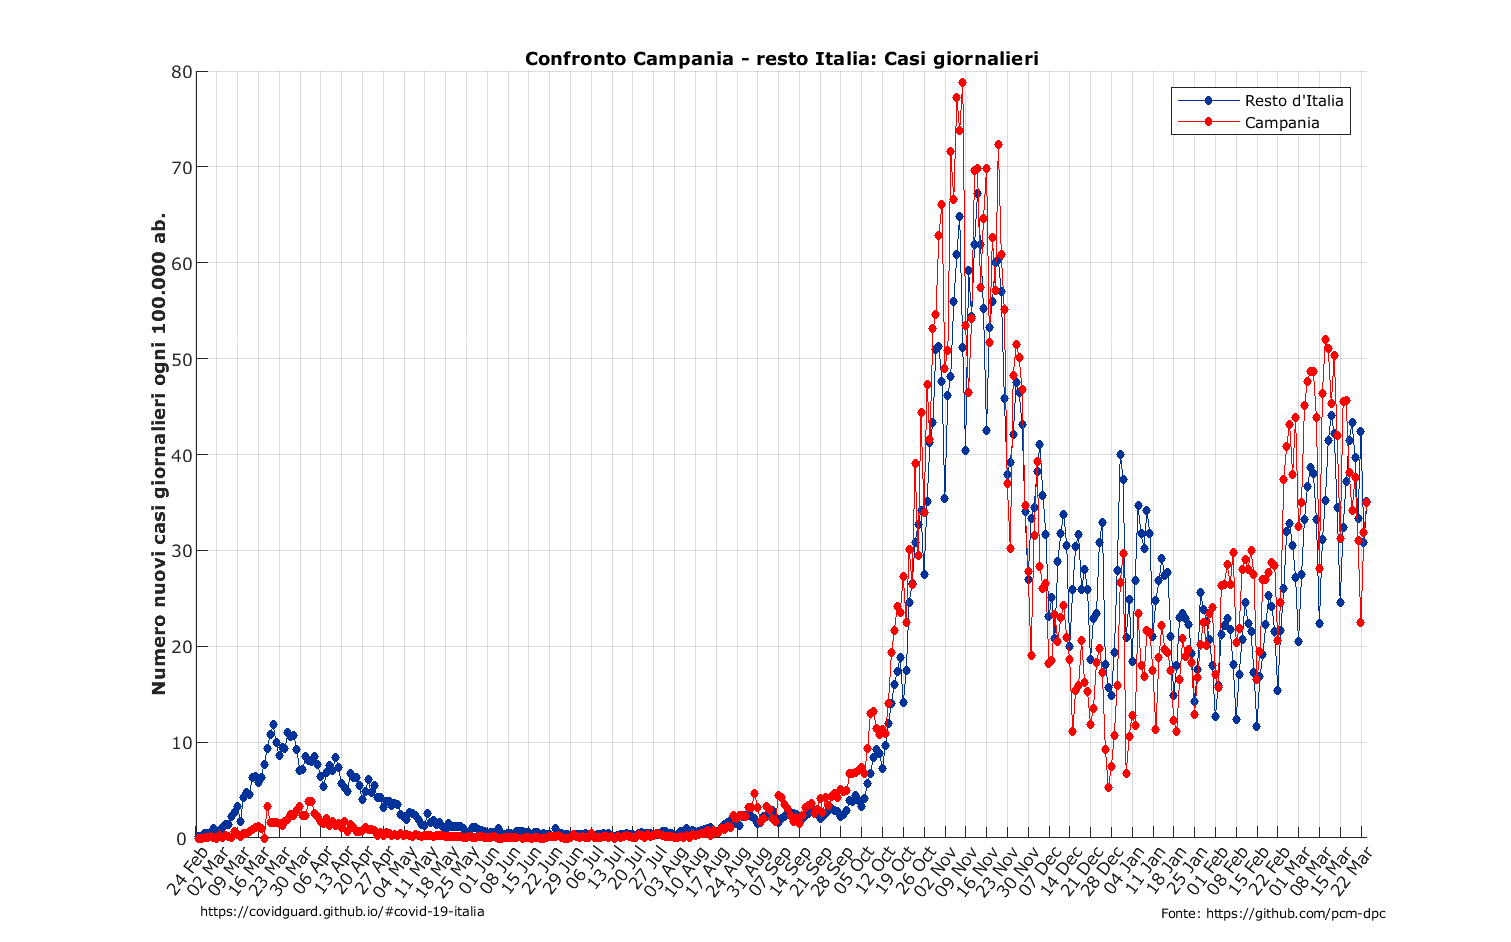 Confronto Campania - resto Italia: Casi giornalieri
Resto d'Italia
Campania
Numero nuovi casi giornalieri ogni 100.000 ab.
80
70
60
50
40
30
20
10
0
24 Feb
02 Mar
09 Mar
16 Mar
23 Mar
30 Mar
06 Apr
13 Apr
20 Apr
27 Apr
04 May
11 May
18 May
25 May
01 Jun
08 Jun
15 Jun
22 Jun
29 Jun
06 Jul
13 Jul
20 Jul
27 Jul
03 Aug
10 Aug
17 Aug
24 Aug
31 Aug
07 Sep
14 Sep
21 Sep
28 Sep
05 Oct
12 Oct
19 Oct
26 Oct
02 Nov
09 Nov
16 Nov
23 Nov
30 Nov
07 Dec
14 Dec
21 Dec
28 Dec
04 Jan
11 Jan
18 Jan
25 Jan
01 Feb
08 Feb
15 Feb
22 Feb
01 Mar
08 Mar
15 Mar
22 Mar
https://covidguard.github.io/#covid-19-italia
Fonte: https://github.com/pcm-dpc